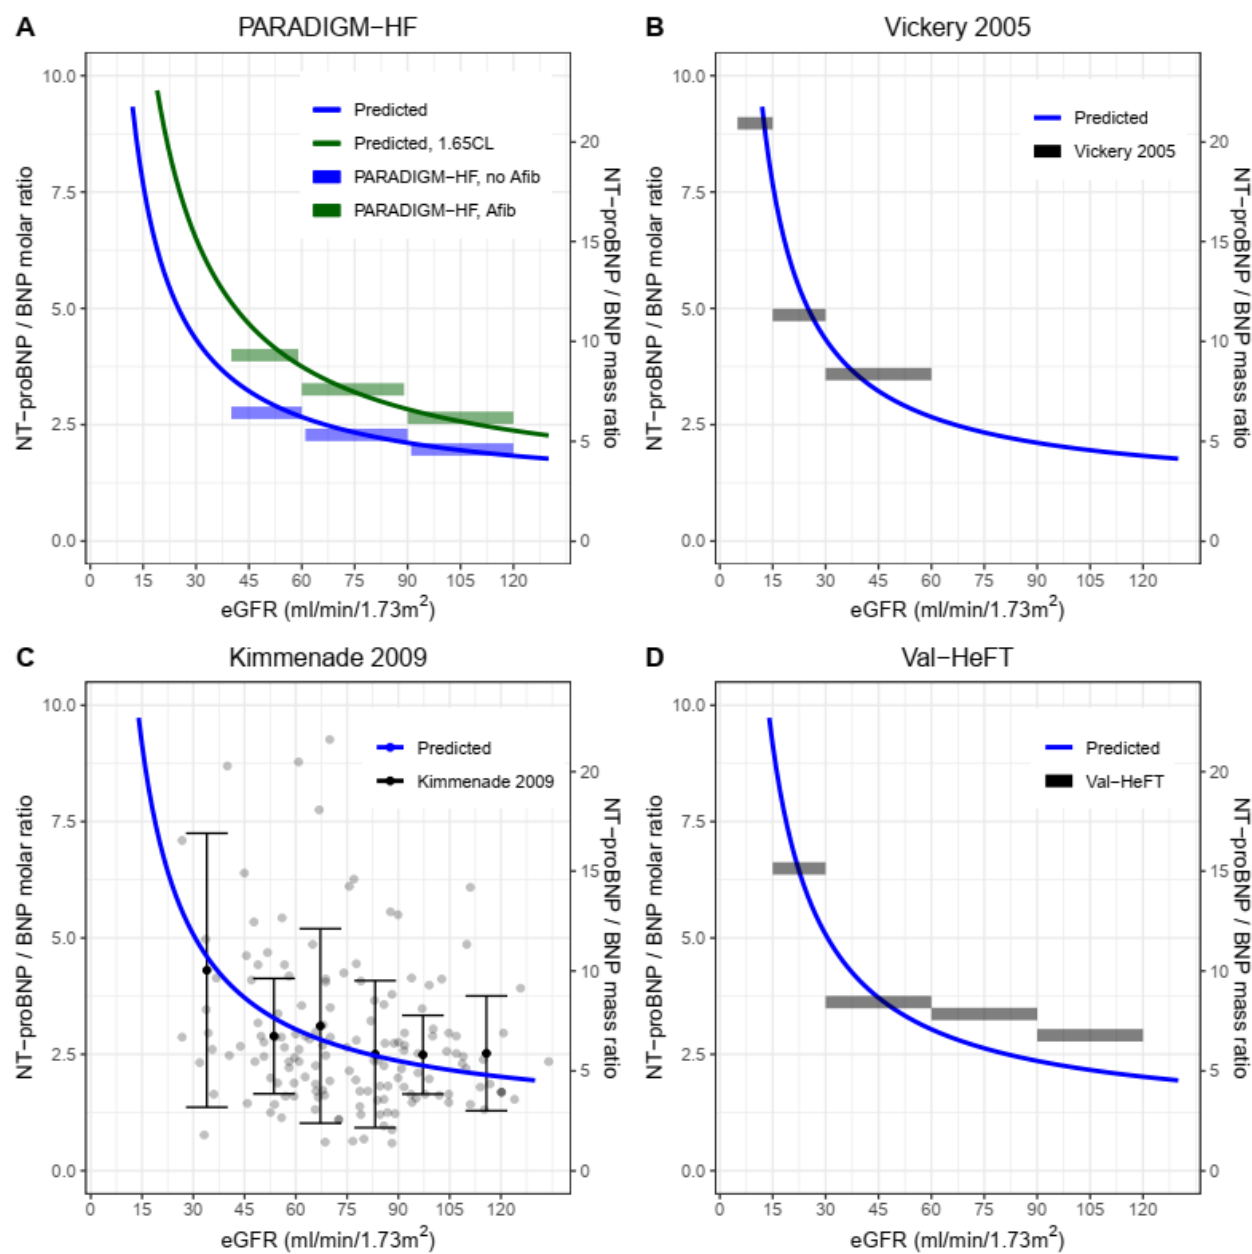 A
PARADIGM−HF
NT−proBNP / BNP molar ratio
10.0
7.5
5.0
2.5
0.0
Predicted
Predicted, 1.65CL
PARADIGM−HF, no Afib
PARADIGM−HF, Afib
20
15
10
5
0
NT−proBNP / BNP mass ratio
0 15 30 45 60 75 90 105 120
eGFR (ml/min/1.73m²)
B
Vickery 2005
NT−proBNP / BNP molar ratio
10.0
7.5
5.0
2.5
0.0
Predicted
Vickery 2005
20
15
10
5
0
NT−proBNP / BNP mass ratio
0 15 30 45 60 75 90 105 120
eGFR (ml/min/1.73m²)
C
Kimmenade 2009
NT−proBNP / BNP molar ratio
10.0
7.5
5.0
2.5
0.0
Predicted
Kimmenade 2009
20
15
10
5
0
NT−proBNP / BNP mass ratio
0 15 30 45 60 75 90 105 120
eGFR (ml/min/1.73m²)
D
Val−HeFT
NT−proBNP / BNP molar ratio
10.0
7.5
5.0
2.5
0.0
Predicted
Val−HeFT
20
15
10
5
0
NT−proBNP / BNP mass ratio
0 15 30 45 60 75 90 105 120
eGFR (ml/min/1.73m²)